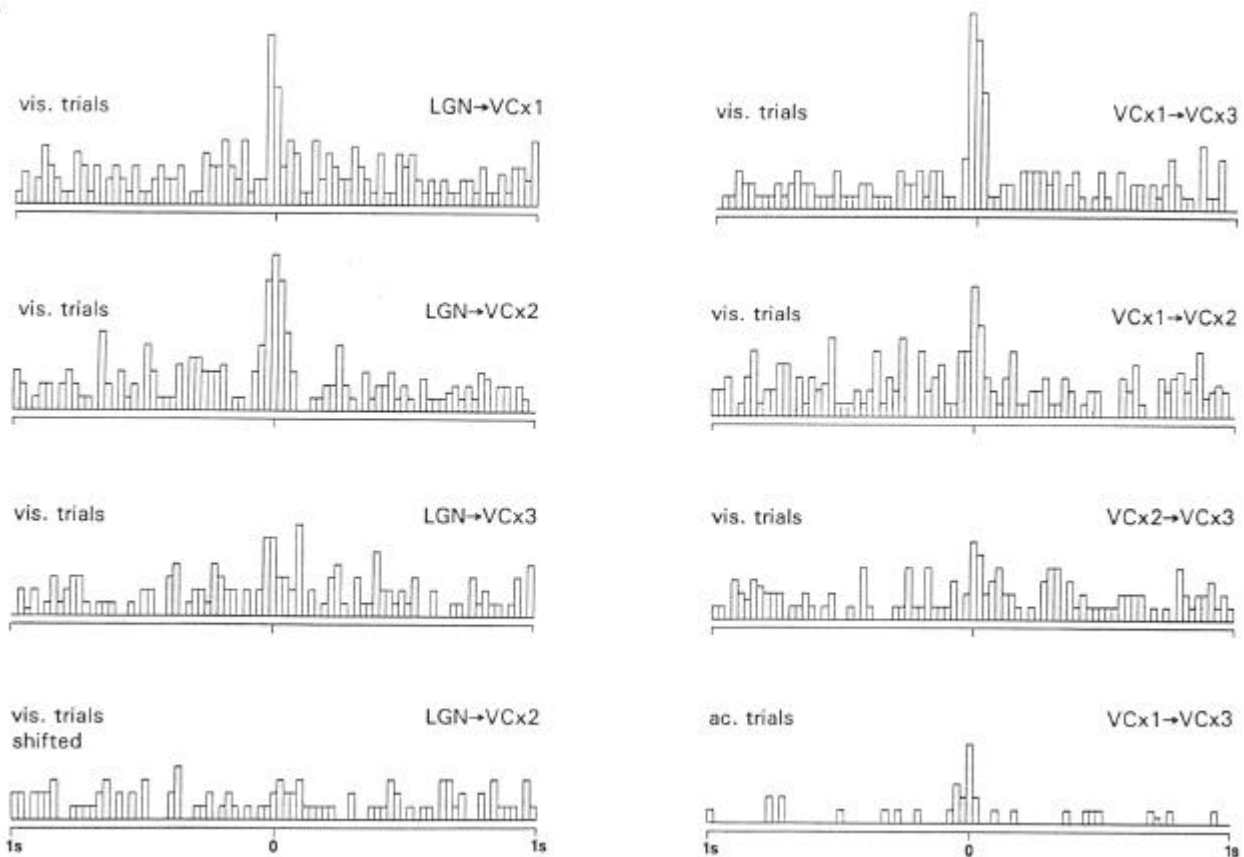 vis. trials LGN→VCx1
vis. trials LGN→VCx2
vis. trials LGN→VCx3
vis. trials LGN→VCx2
shifted
1s 0 1s
vis. trials VCx1→VCx3
vis. trials VCx1→VCx2
vis. trials VCx2→VCx3
ac. trials VCx1→VCx3
1s 0 1s